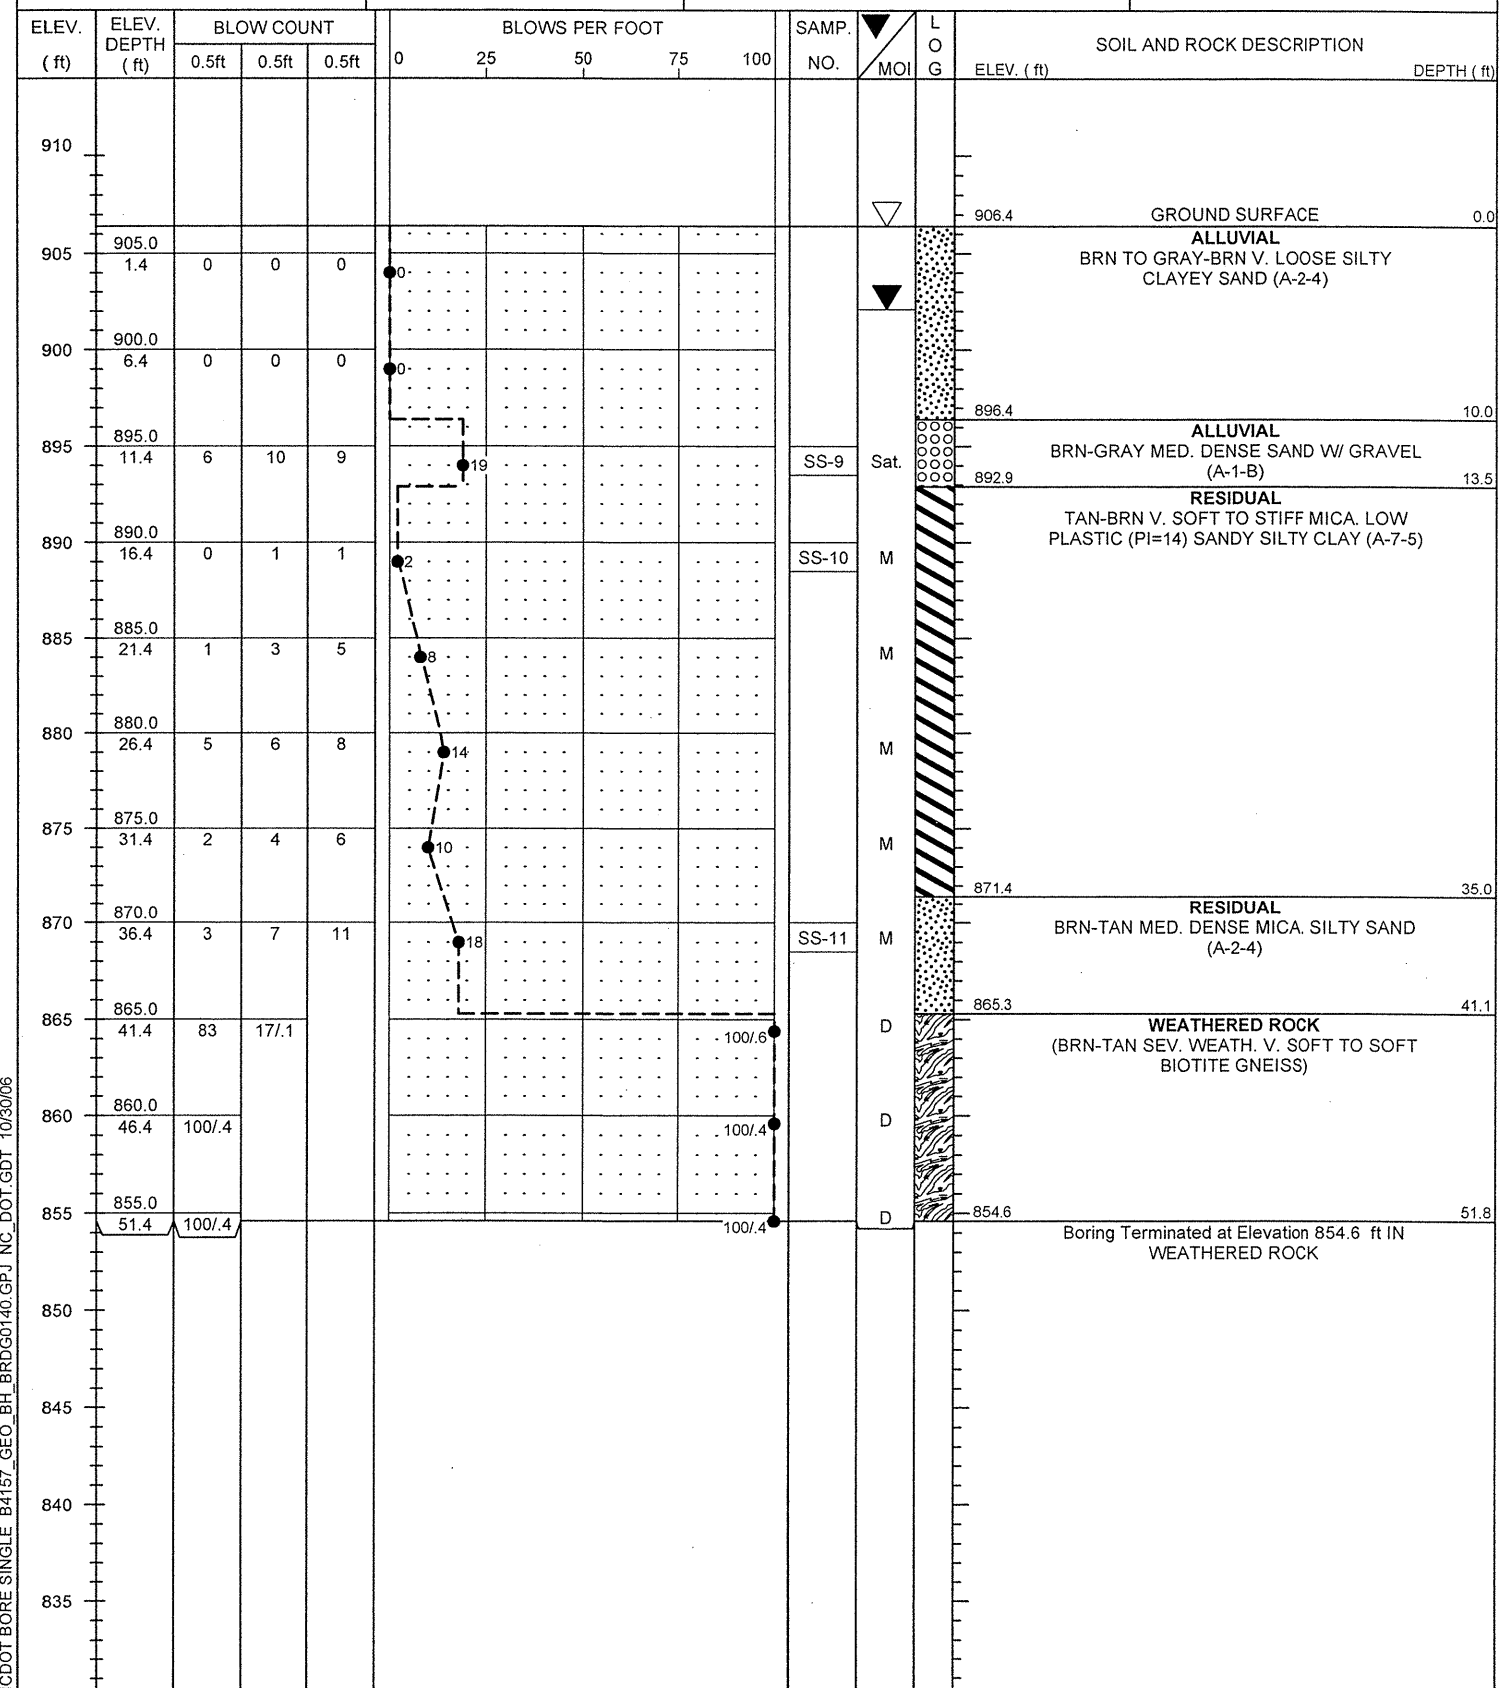 ELEV. ELEV. BLOW COUNT BLOWS PER FOOT SAMP. L
DEPTH O SOIL AND ROCK DESCRIPTION
( ft) ( ft) 0.5ft 0.5ft 0.5ft 0 25 50 75 100 NO. MOI G ELEV. ( ft) DEPTH ( ft)
910
906.4 GROUND SURFACE 0.0
905 905.0 ALLUVIAL
1.4 0 0 0 0 BRN TO GRAY-BRN V. LOOSE SILTY
CLAYEY SAND (A-2-4)
900 900.0
6.4 0 0 0 0
896.4 10.0
895 895.0 ALLUVIAL
11.4 6 10 9 19 SS-9 Sat. BRN-GRAY MED. DENSE SAND W/ GRAVEL
(A-1-B)
892.9 13.5
RESIDUAL
TAN-BRN V. SOFT TO STIFF MICA. LOW
PLASTIC (PI=14) SANDY SILTY CLAY (A-7-5)
890 890.0
16.4 0 1 1 2 SS-10 M
885 885.0
21.4 1 3 5 8 M
880 880.0
26.4 5 6 8 14 M
875 875.0
31.4 2 4 6 10 M
871.4 35.0
870 870.0 RESIDUAL
36.4 3 7 11 18 SS-11 M BRN-TAN MED. DENSE MICA. SILTY SAND
(A-2-4)
865.3 41.1
865 865.0 WEATHERED ROCK
41.4 83 17/.1 100/.6 D (BRN-TAN SEV. WEATH. V. SOFT TO SOFT
BIOTITE GNEISS)
860 860.0
46.4 100/.4 100/.4 D
855 855.0
51.4 100/.4 100/.4 D 854.6 51.8
Boring Terminated at Elevation 854.6 ft IN
WEATHERED ROCK
850
845
840
835
CDOT BORE SINGLE B4157_GEO_BH_BRDG0140.GPJ NC_DOT.GDT 10/30/06